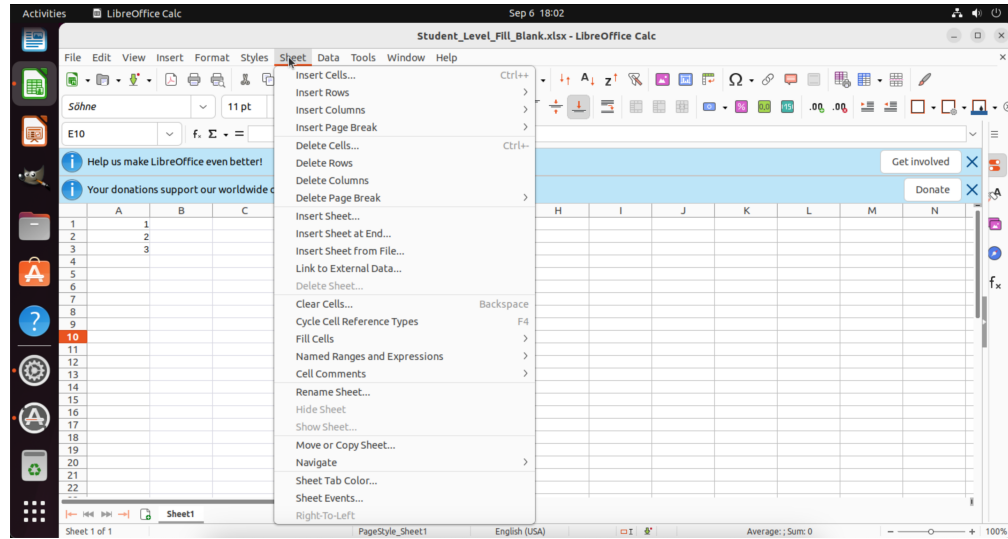 Activities LibreOffice Calc Sep 6 18:02
Student_Level_Fill_Blank.xlsx - LibreOffice Calc
File Edit View Insert Format Styles Sheet Data Tools Window Help
Söhne 11 pt
E10 fx Σ =
Help us make LibreOffice even better! Get involved
Your donations support our worldwide c Donate
A B C H I J K L M N
1 1
2 2
3 3
4
5
6
7
8
9
10
11
12
13
14
15
16
17
18
19
20
21
22
Insert Cells... Ctrl++
Insert Rows
Insert Columns
Insert Page Break
Delete Cells... Ctrl+-
Delete Rows
Delete Columns
Delete Page Break
Insert Sheet...
Insert Sheet at End...
Insert Sheet from File...
Link to External Data...
Delete Sheet...
Clear Cells... Backspace
Cycle Cell Reference Types F4
Fill Cells
Named Ranges and Expressions
Cell Comments
Rename Sheet...
Hide Sheet
Show Sheet...
Move or Copy Sheet...
Navigate
Sheet Tab Color...
Sheet Events...
Right-To-Left
Sheet1
Sheet 1 of 1 PageStyle_Sheet1 English (USA) Average: ; Sum: 0 100%